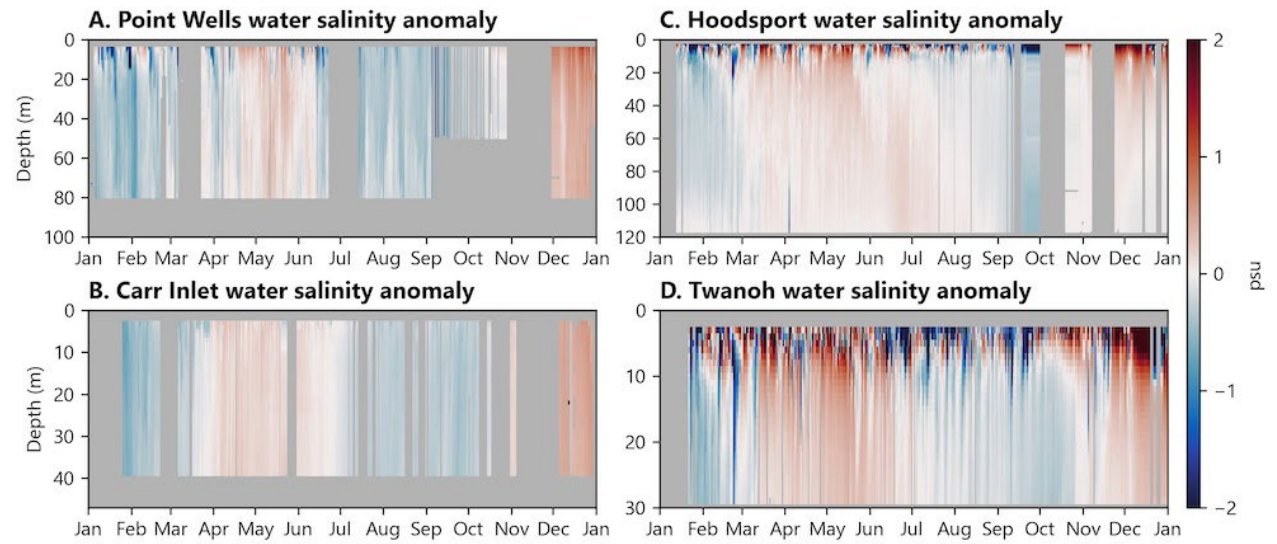 A. Point Wells water salinity anomaly
0
20
40
60
80
100
Depth (m)
Jan Feb Mar Apr May Jun Jul Aug Sep Oct Nov Dec Jan
B. Carr Inlet water salinity anomaly
0
10
20
30
40
Depth (m)
Jan Feb Mar Apr May Jun Jul Aug Sep Oct Nov Dec Jan
C. Hoodsport water salinity anomaly
0
20
40
60
80
100
120
Jan Feb Mar Apr May Jun Jul Aug Sep Oct Nov Dec Jan
D. Twanoh water salinity anomaly
0
10
20
30
Jan Feb Mar Apr May Jun Jul Aug Sep Oct Nov Dec Jan
2
1
0
−1
−2
psu